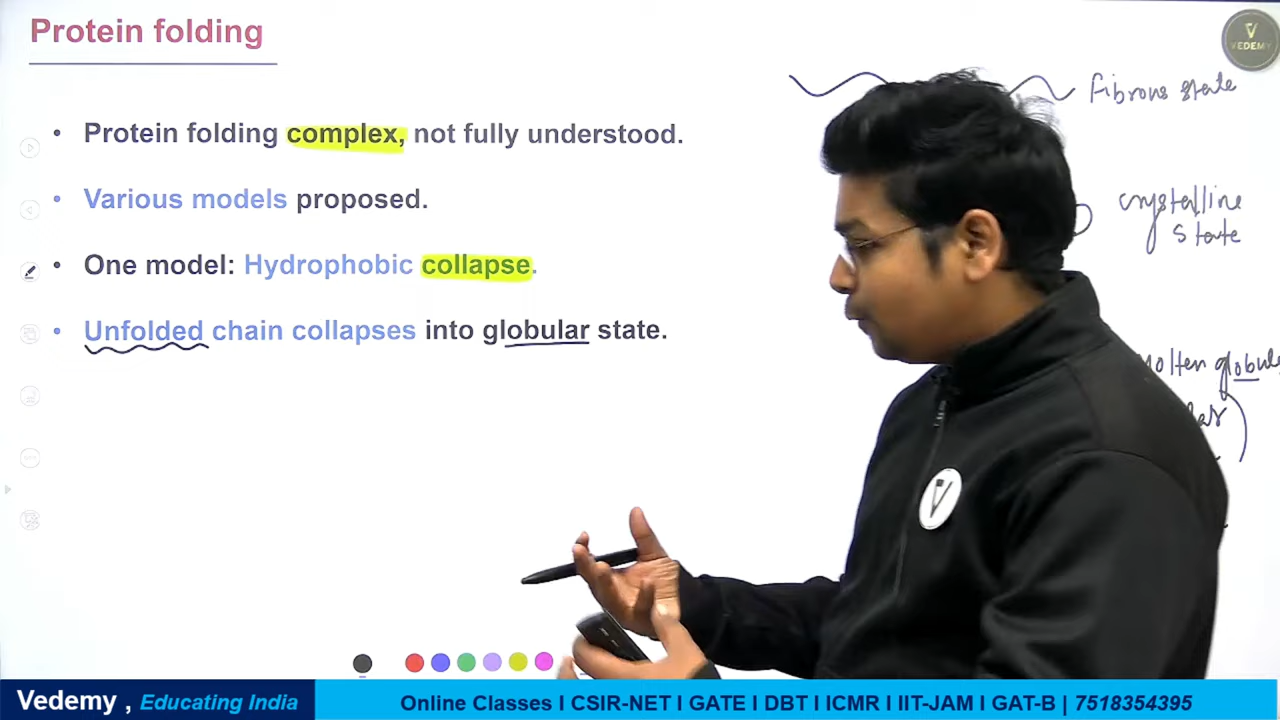 Protein folding
VEDEMY
fibrous state
• Protein folding complex, not fully understood.
• Various models proposed.
crystalline
state
• One model: Hydrophobic collapse.
• Unfolded chain collapses into globular state.
Vedemy , Educating India
Online Classes I CSIR-NET I GATE I DBT I ICMR I IIT-JAM I GAT-B | 7518354395